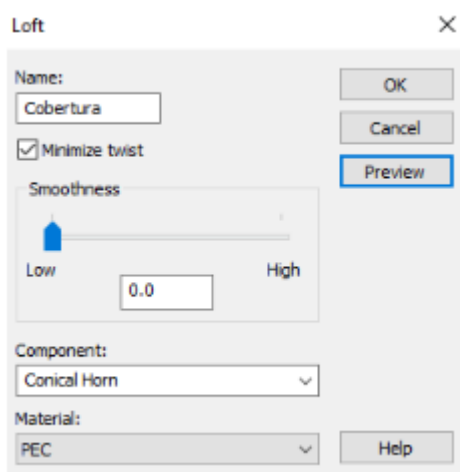 Loft
Name:
OK
Cobertura
Cancel
Minimize twist
Preview
Smoothness
Low
High
0.0
Component:
Conical Horn
Material:
PEC
Help